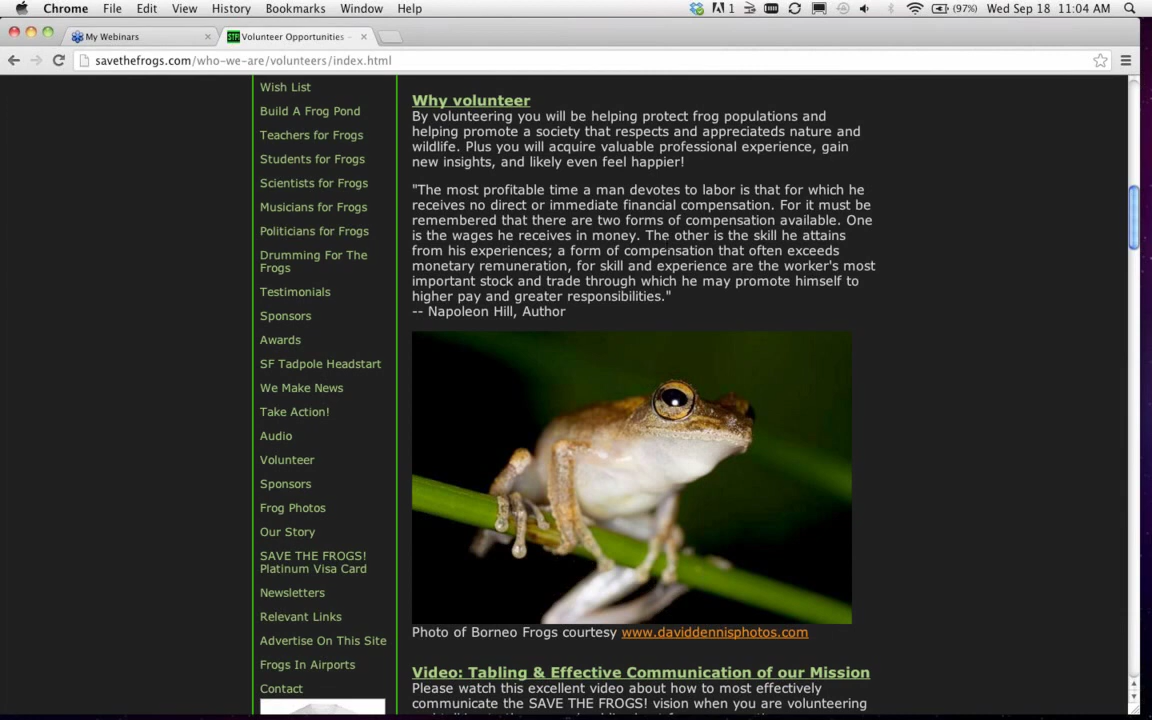 Chrome File Edit View History Bookmarks Window Help 1 (97%) Wed Sep 18 11:04 AM
My Webinars Volunteer Opportunities -
savethefrogs.com/who-we-are/volunteers/index.html
Wish List
Build A Frog Pond
Teachers for Frogs
Students for Frogs
Scientists for Frogs
Musicians for Frogs
Politicians for Frogs
Drumming For The
Frogs
Testimonials
Sponsors
Awards
SF Tadpole Headstart
We Make News
Take Action!
Audio
Volunteer
Sponsors
Frog Photos
Our Story
SAVE THE FROGS!
Platinum Visa Card
Newsletters
Relevant Links
Advertise On This Site
Frogs In Airports
Contact
Why volunteer
By volunteering you will be helping protect frog populations and
helping promote a society that respects and appreciateds nature and
wildlife. Plus you will acquire valuable professional experience, gain
new insights, and likely even feel happier!
"The most profitable time a man devotes to labor is that for which he
receives no direct or immediate financial compensation. For it must be
remembered that there are two forms of compensation available. One
is the wages he receives in money. The other is the skill he attains
from his experiences; a form of compensation that often exceeds
monetary remuneration, for skill and experience are the worker's most
important stock and trade through which he may promote himself to
higher pay and greater responsibilities."
-- Napoleon Hill, Author
Photo of Borneo Frogs courtesy www.daviddennisphotos.com
Video: Tabling & Effective Communication of our Mission
Please watch this excellent video about how to most effectively
communicate the SAVE THE FROGS! vision when you are volunteering